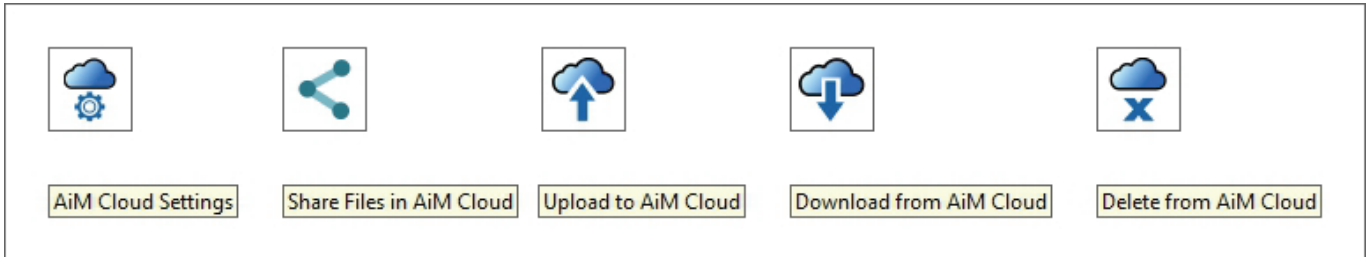 AiM Cloud Settings
Share Files in AiM Cloud
Upload to AiM Cloud
Download from AiM Cloud
Delete from AiM Cloud